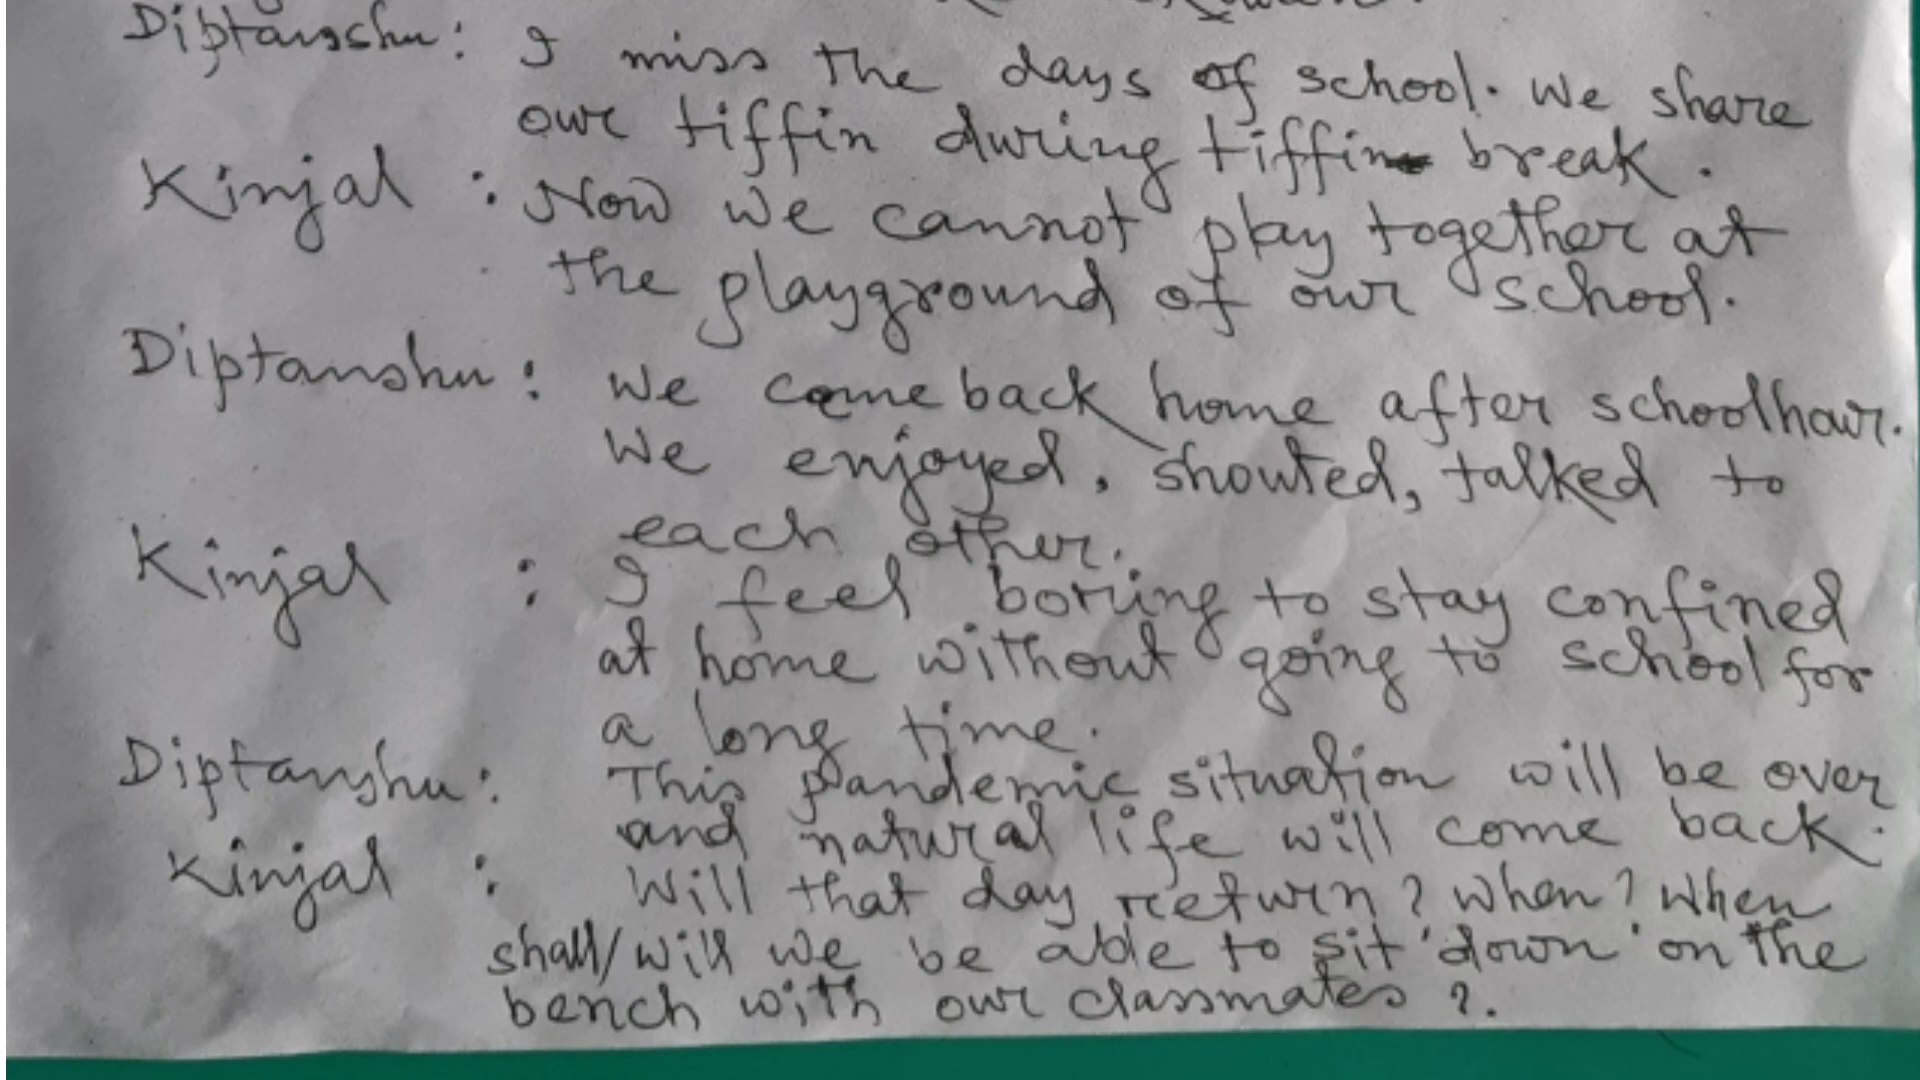 Diptanshu: I miss the days of school. We share
our tiffin during tiffin break.
Kinjal : Now we cannot play together at
the playground of our school.
Diptanshu: We came back home after schoolhour.
We enjoyed, shouted, talked to
each other.
Kinjal : I feel boring to stay confined
at home without going to school for
a long time.
Diptanshu: This pandemic situation will be over
and natural life will come back.
Kinjal : Will that day return? When? When
shall/will we be able to sit 'down' on the
bench with our classmates?.